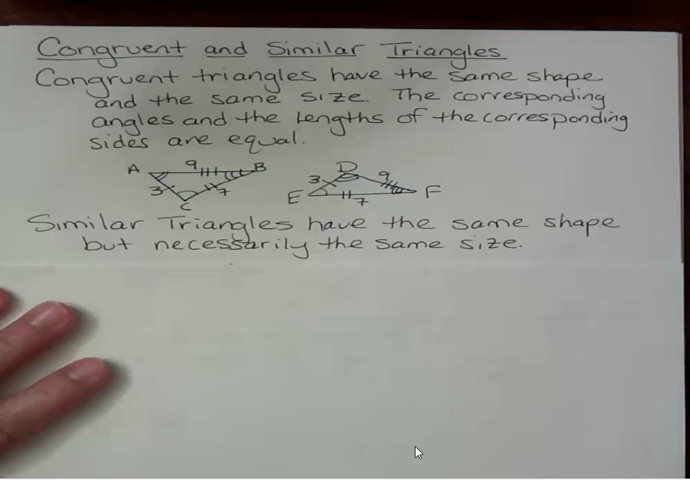 Congruent and Similar Triangles
Congruent triangles have the same shape
and the same size. The corresponding
angles and the lengths of the corresponding
sides are equal.
A 9 B D 9
3 7 C E 3 7 F
Similar Triangles have the same shape
but necessarily the same size.